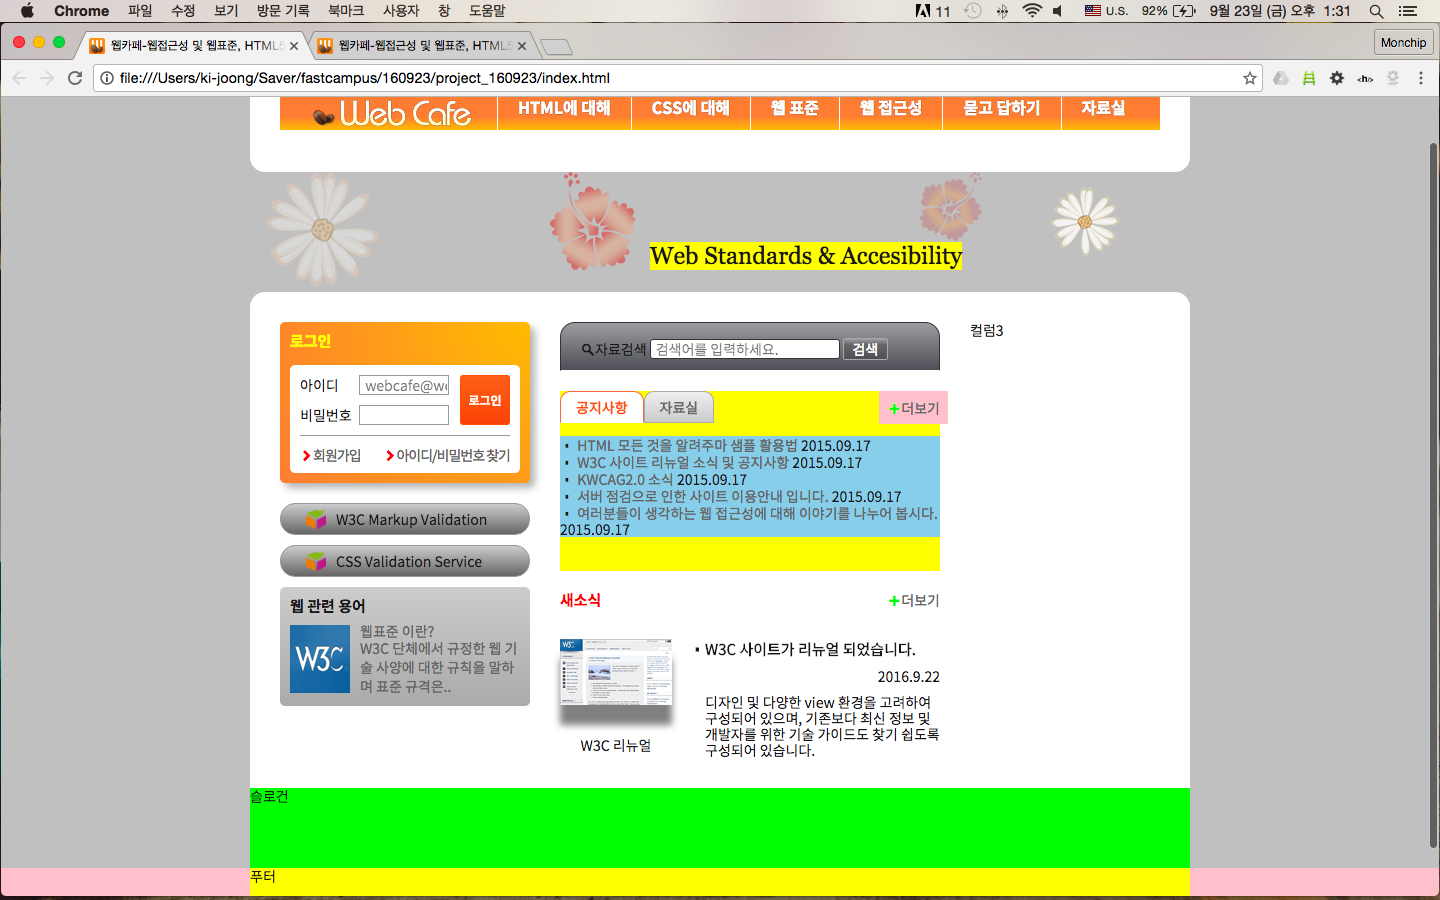 Chrome 파일 수정 보기 방문 기록 북마크 사용자 창 도움말 11 U.S. 92% 9월 23일 (금) 오후 1:31
웹카페-웹접근성 및 웹표준, HTML5 웹카페-웹접근성 및 웹표준, HTML5 Monchip
file:///Users/ki-joong/Saver/fastcampus/160923/project_160923/index.html
Web Cafe HTML에 대해 CSS에 대해 웹 표준 웹 접근성 묻고 답하기 자료실
Web Standards & Accesibility
로그인
아이디 webcafe@we
비밀번호
로그인
회원가입 아이디/비밀번호 찾기
W3C Markup Validation
CSS Validation Service
웹 관련 용어
W3C
웹표준 이란?
W3C 단체에서 규정한 웹 기
술 사양에 대한 규칙을 말하
며 표준 규격은..
자료검색 검색어를 입력하세요. 검색
공지사항 자료실 +더보기
▪ HTML 모든 것을 알려주마 샘플 활용법 2015.09.17
▪ W3C 사이트 리뉴얼 소식 및 공지사항 2015.09.17
▪ KWCAG2.0 소식 2015.09.17
▪ 서버 점검으로 인한 사이트 이용안내 입니다. 2015.09.17
▪ 여러분들이 생각하는 웹 접근성에 대해 이야기를 나누어 봅시다.
2015.09.17
새소식 +더보기
W3C 리뉴얼
▪ W3C 사이트가 리뉴얼 되었습니다.
2016.9.22
디자인 및 다양한 view 환경을 고려하여
구성되어 있으며, 기존보다 최신 정보 및
개발자를 위한 기술 가이드도 찾기 쉽도록
구성되어 있습니다.
컬럼3
슬로건
푸터